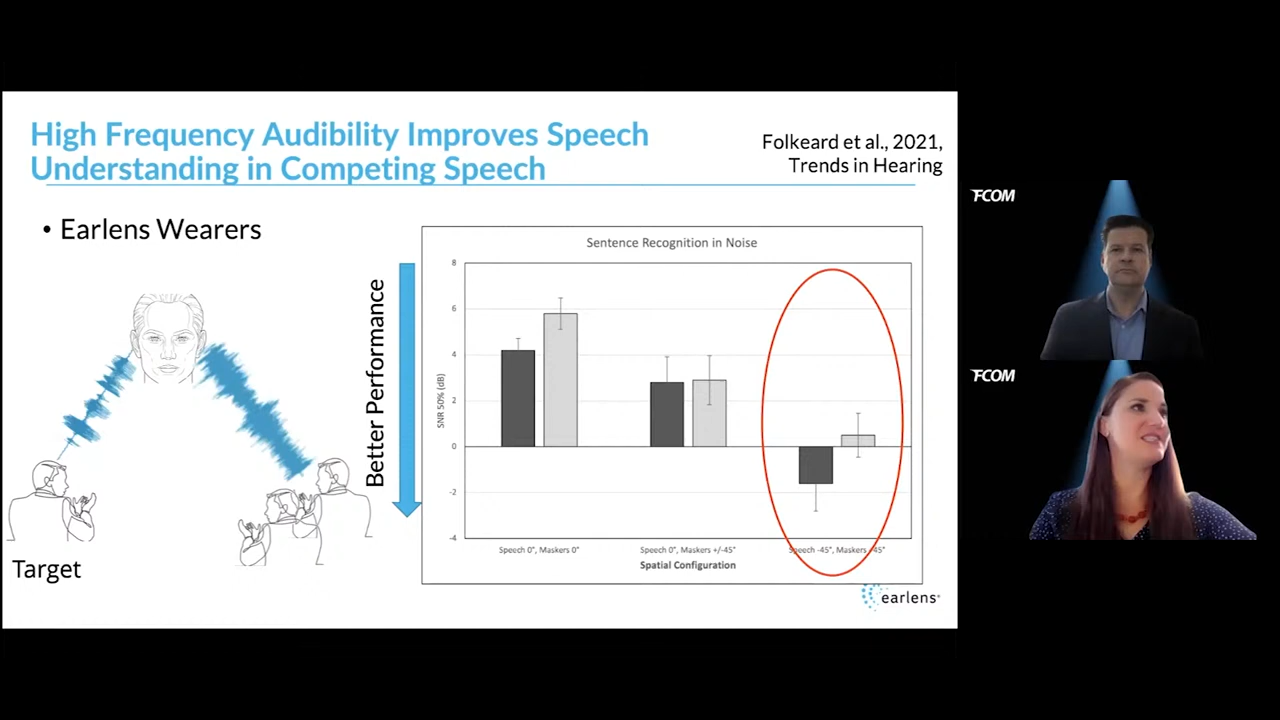 High Frequency Audibility Improves Speech
Understanding in Competing Speech
Folkeard et al., 2021,
Trends in Hearing
• Earlens Wearers
Target
Better Performance
Sentence Recognition in Noise
SNR 50% (dB)
8
6
4
2
0
-2
-4
Speech 0°, Maskers 0°
Speech 0°, Maskers +/-45°
Speech -45°, Maskers 45°
Spatial Configuration
earlens
FCOM
FCOM